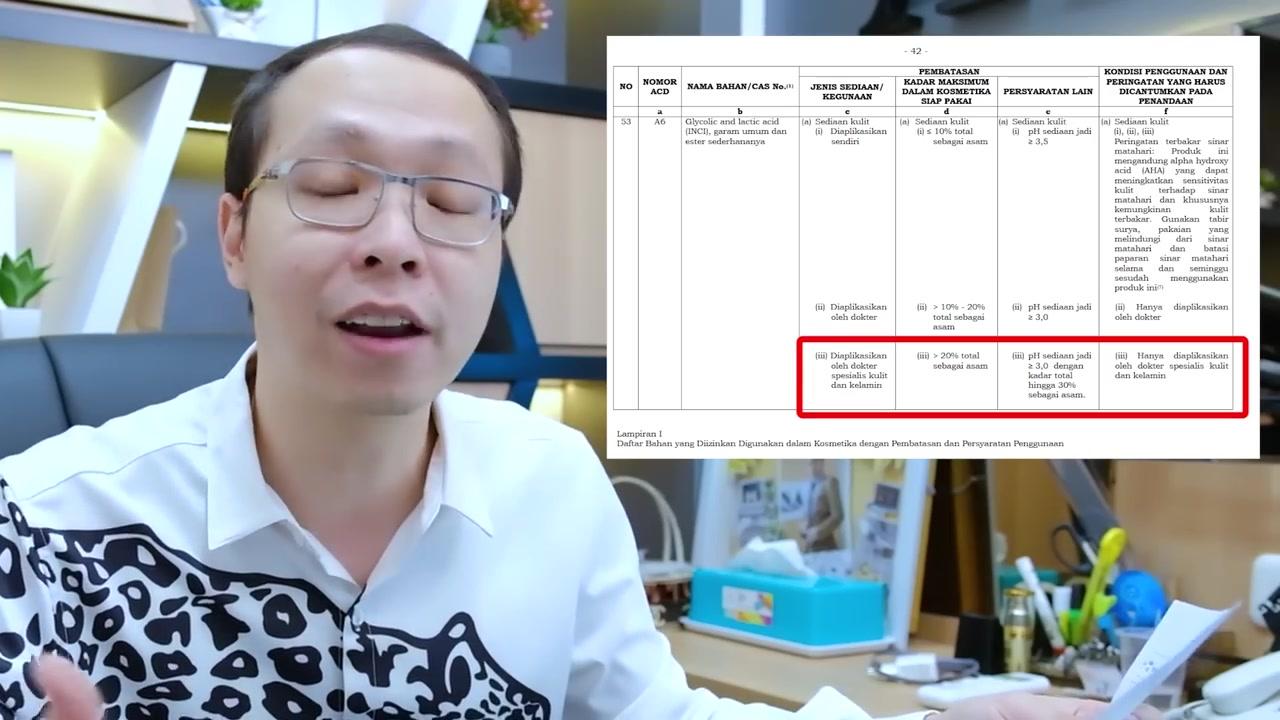 - 42 -
PEMBATASAN
NO
NOMOR
ACD
NAMA BAHAN/CAS No.(1)
JENIS SEDIAAN/
KEGUNAAN
KADAR MAKSIMUM
DALAM KOSMETIKA
SIAP PAKAI
PERSYARATAN LAIN
KONDISI PENGGUNAAN DAN
PERINGATAN YANG HARUS
DICANTUMKAN PADA
PENANDAAN
a
b
c
d
e
f
53
A6
Glycolic and lactic acid
(INCI), garam umum dan
ester sederhananya
(a) Sediaan kulit
(i) Diaplikasikan
sendiri
(a) Sediaan kulit
(i) ≤ 10% total
sebagai asam
(a) Sediaan kulit
(i) pH sediaan jadi
≥ 3,5
(a) Sediaan kulit
(i), (ii), (iii)
Peringatan terbakar sinar
matahari: Produk ini
mengandung alpha hydroxy
acid (AHA) yang dapat
meningkatkan sensitivitas
kulit terhadap sinar
matahari dan khususnya
kemungkinan kulit
terbakar. Gunakan tabir
surya, pakaian yang
melindungi dari sinar
matahari dan batasi
paparan sinar matahari
selama dan seminggu
sesudah menggunakan
produk ini(7)
(ii) Diaplikasikan
oleh dokter
(ii) > 10% - 20%
total sebagai
asam
(ii) pH sediaan jadi
≥ 3,0
(ii) Hanya diaplikasikan
oleh dokter
(iii) Diaplikasikan
oleh dokter
spesialis kulit
dan kelamin
(iii) > 20% total
sebagai asam
(iii) pH sediaan jadi
≥ 3,0 dengan
kadar total
hingga 30%
sebagai asam.
(iii) Hanya diaplikasikan
oleh dokter spesialis kulit
dan kelamin
Lampiran I
Daftar Bahan yang Diizinkan Digunakan dalam Kosmetika dengan Pembatasan dan Persyaratan Penggunaan